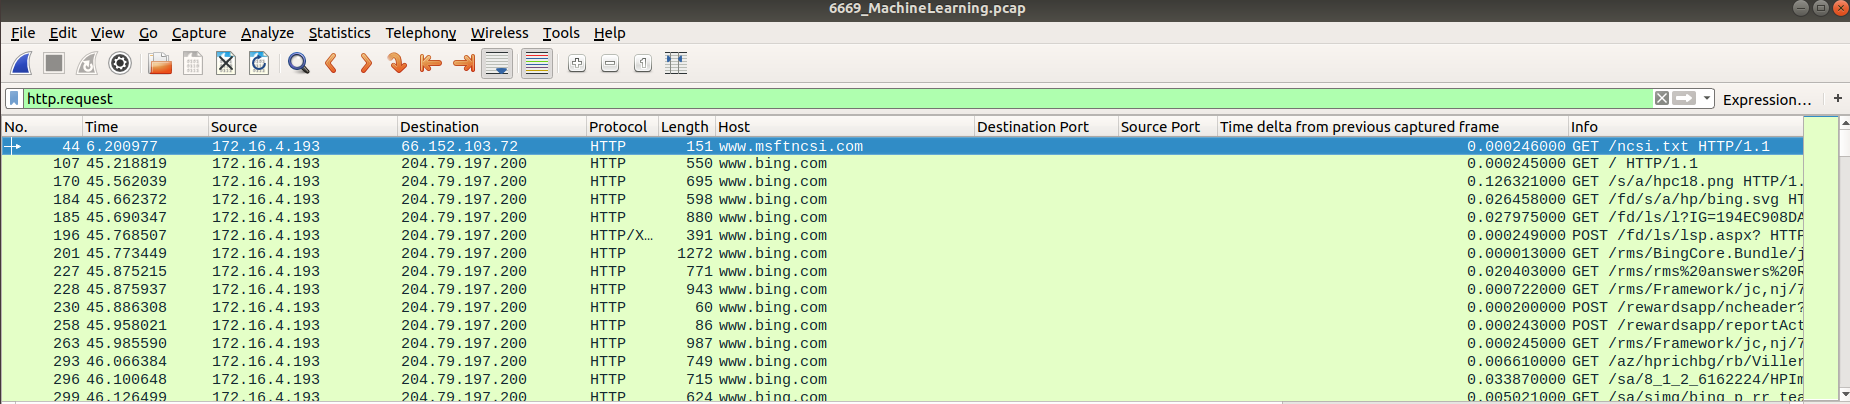 6669_MachineLearning.pcap
File Edit View Go Capture Analyze Statistics Telephony Wireless Tools Help
http.request Expression... +
No. Time Source Destination Protocol Length Host Destination Port Source Port Time delta from previous captured frame Info
44 6.200977 172.16.4.193 66.152.103.72 HTTP 151 www.msftncsi.com 0.000246000 GET /ncsi.txt HTTP/1.1
107 45.218819 172.16.4.193 204.79.197.200 HTTP 550 www.bing.com 0.000245000 GET / HTTP/1.1
170 45.562039 172.16.4.193 204.79.197.200 HTTP 695 www.bing.com 0.126321000 GET /s/a/hpc18.png HTTP/1.
184 45.662372 172.16.4.193 204.79.197.200 HTTP 598 www.bing.com 0.026458000 GET /fd/s/a/hp/bing.svg HT
185 45.690347 172.16.4.193 204.79.197.200 HTTP 880 www.bing.com 0.027975000 GET /fd/ls/l?IG=194EC908DA
196 45.768507 172.16.4.193 204.79.197.200 HTTP/X... 391 www.bing.com 0.000249000 POST /fd/ls/lsp.aspx? HTTP
201 45.773449 172.16.4.193 204.79.197.200 HTTP 1272 www.bing.com 0.000013000 GET /rms/BingCore.Bundle/j
227 45.875215 172.16.4.193 204.79.197.200 HTTP 771 www.bing.com 0.020403000 GET /rms/rms%20answers%20R
228 45.875937 172.16.4.193 204.79.197.200 HTTP 943 www.bing.com 0.000722000 GET /rms/Framework/jc,nj/7
230 45.886308 172.16.4.193 204.79.197.200 HTTP 60 www.bing.com 0.000200000 POST /rewardsapp/ncheader?
258 45.958021 172.16.4.193 204.79.197.200 HTTP 86 www.bing.com 0.000243000 POST /rewardsapp/reportAct
263 45.985590 172.16.4.193 204.79.197.200 HTTP 987 www.bing.com 0.000245000 GET /rms/Framework/jc,nj/7
293 46.066384 172.16.4.193 204.79.197.200 HTTP 749 www.bing.com 0.006610000 GET /az/hprichbg/rb/Viller
296 46.100648 172.16.4.193 204.79.197.200 HTTP 715 www.bing.com 0.033870000 GET /sa/8_1_2_6162224/HPIm
299 46.126499 172.16.4.193 204.79.197.200 HTTP 624 www.bing.com 0.005021000 GET /sa/simg/bing_p_rr_tea